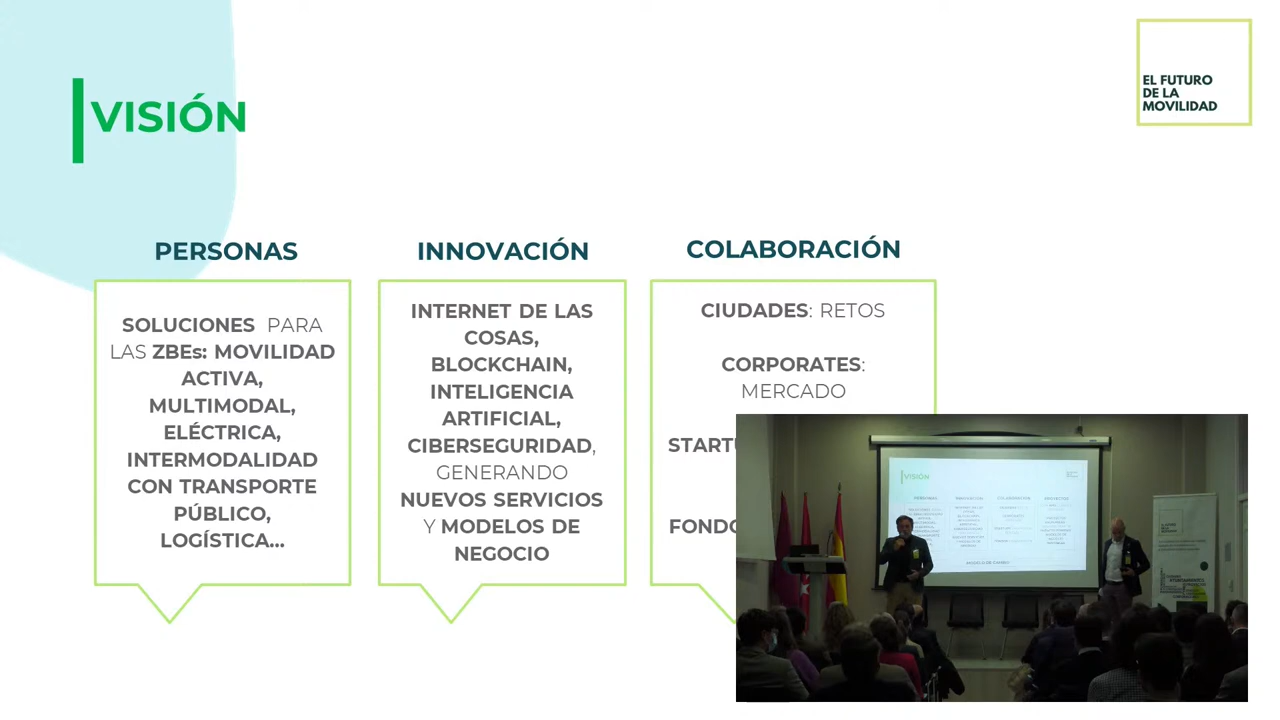 VISIÓN
EL FUTURO
DE LA
MOVILIDAD
PERSONAS
SOLUCIONES PARA
LAS ZBEs: MOVILIDAD
ACTIVA,
MULTIMODAL,
ELÉCTRICA,
INTERMODALIDAD
CON TRANSPORTE
PÚBLICO,
LOGÍSTICA...
INNOVACIÓN
INTERNET DE LAS
COSAS,
BLOCKCHAIN,
INTELIGENCIA
ARTIFICIAL,
CIBERSEGURIDAD,
GENERANDO
NUEVOS SERVICIOS
Y MODELOS DE
NEGOCIO
COLABORACIÓN
CIUDADES: RETOS
CORPORATES:
MERCADO
VISIÓN